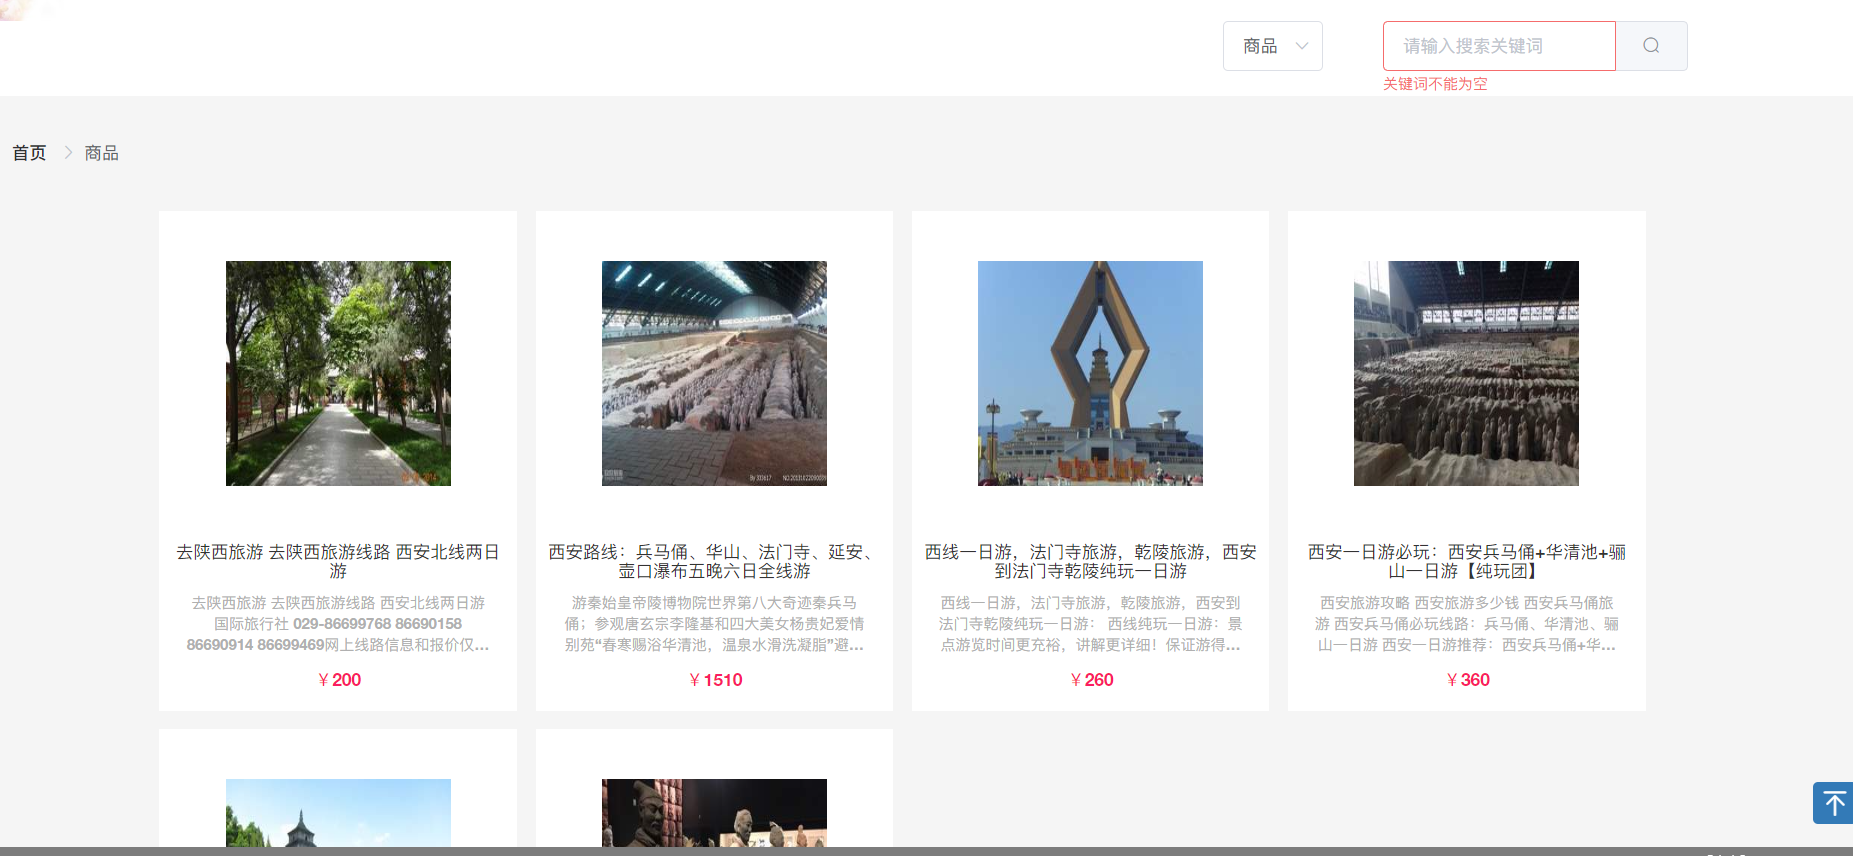 商品
请输入搜索关键词
关键词不能为空
首页
商品
去陕西旅游 去陕西旅游线路 西安北线两日
游
去陕西旅游 去陕西旅游线路 西安北线两日游
国际旅行社 029-86699768 86690158
86690914 86699469网上线路信息和报价仅...
￥200
西安路线：兵马俑、华山、法门寺、延安、
壶口瀑布五晚六日全线游
游秦始皇帝陵博物院世界第八大奇迹秦兵马
俑；参观唐玄宗李隆基和四大美女杨贵妃爱情
别苑“春寒赐浴华清池，温泉水滑洗凝脂”避...
￥1510
西线一日游，法门寺旅游，乾陵旅游，西安
到法门寺乾陵纯玩一日游
西线一日游，法门寺旅游，乾陵旅游，西安到
法门寺乾陵纯玩一日游： 西线纯玩一日游：景
点游览时间更充裕，讲解更详细！保证游得...
￥260
西安一日游必玩：西安兵马俑+华清池+骊
山一日游【纯玩团】
西安旅游攻略 西安旅游多少钱 西安兵马俑旅
游 西安兵马俑必玩线路：兵马俑、华清池、骊
山一日游 西安一日游推荐：西安兵马俑+华...
￥360